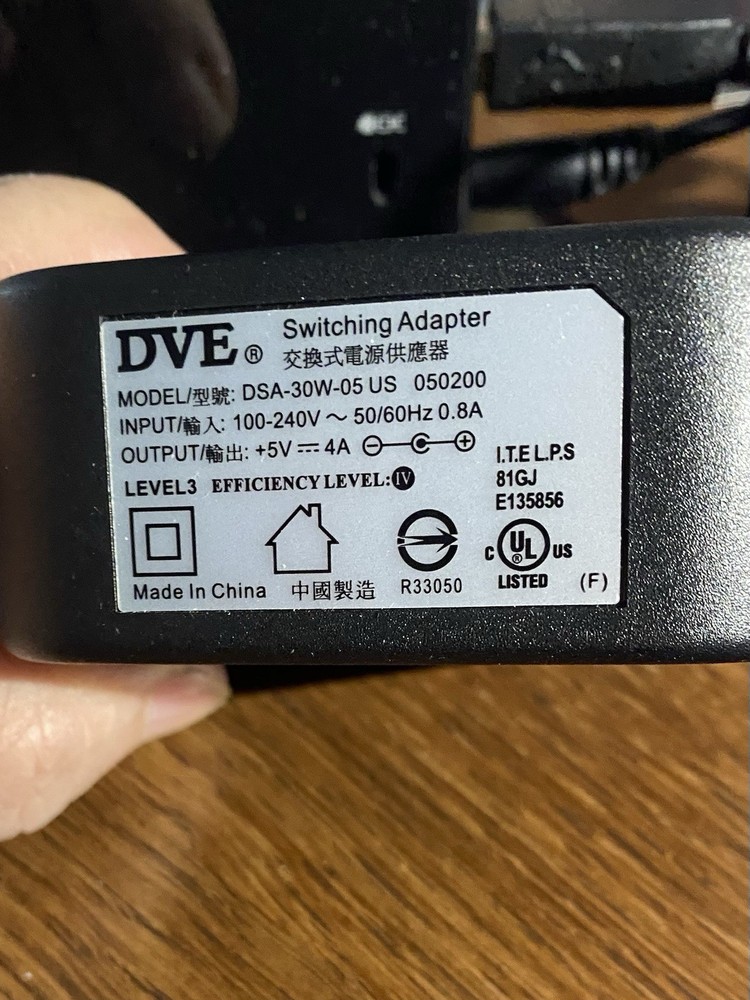 DVE® Switching Adapter
交換式電源供應器
MODEL/型號: DSA-30W-05 US 050200
INPUT/輸入: 100-240V ~ 50/60Hz 0.8A
OUTPUT/輸出: +5V ⎓ 4A
LEVEL3 EFFICIENCY LEVEL: IV
I.T.E L.P.S
81GJ
E135856
C UL® US
LISTED
Made In China 中國製造 R33050 (F)